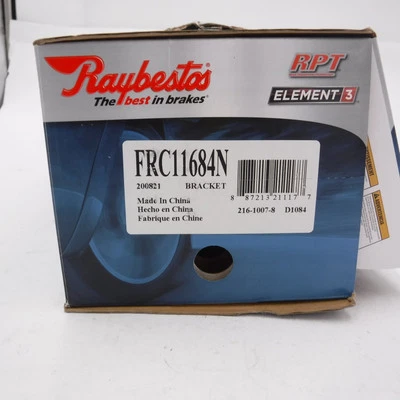 Raybestos
The best in brakes®
RPT
ELEMENT 3
FRC11684N
200821 BRACKET
8 87213 21117 7
Made In China
Hecho en China
Fabrique en Chine
216-1007-8 D1084